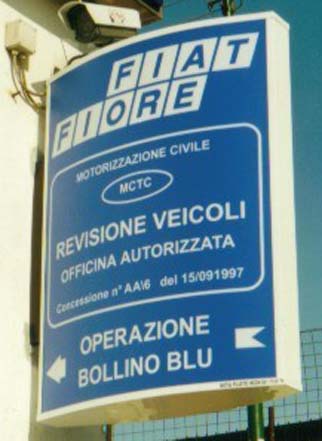 FIAT
FIORE
MOTORIZZAZIONE CIVILE
MCTC
REVISIONE VEICOLI
OFFICINA AUTORIZZATA
Concessione n° AA\6 del 15/091997
OPERAZIONE
BOLLINO BLU